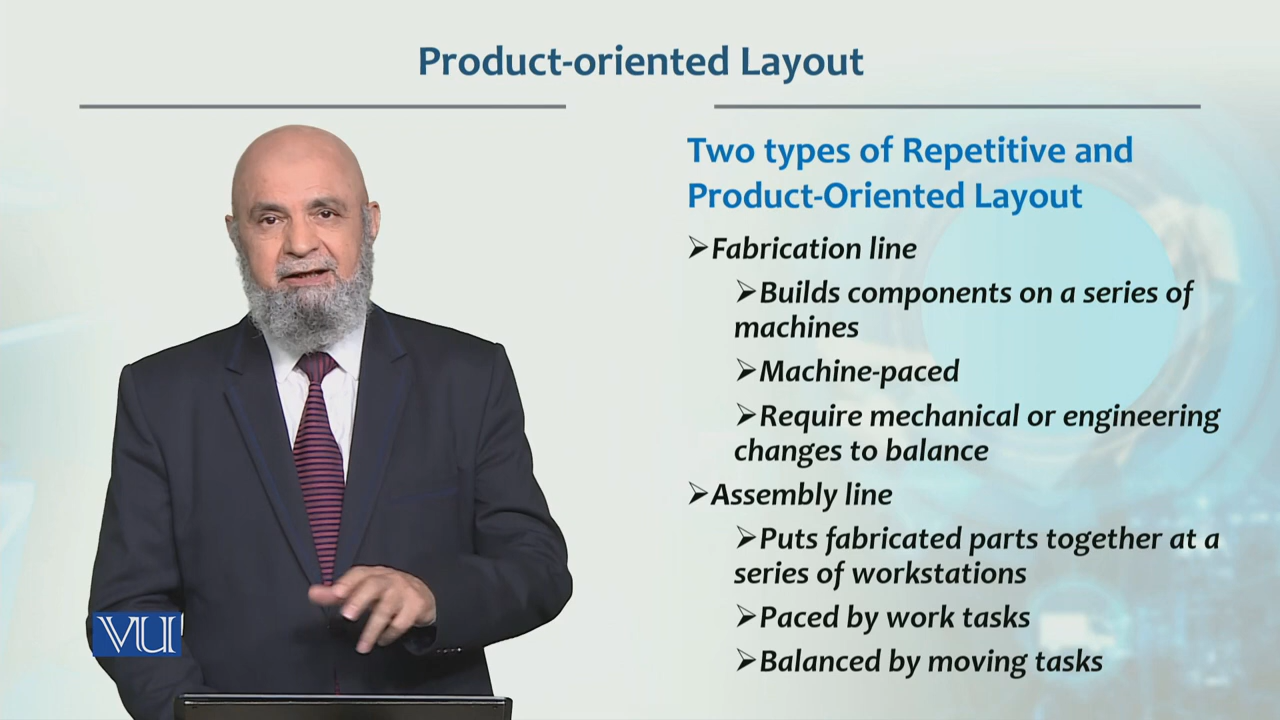 Product-oriented Layout
Two types of Repetitive and
Product-Oriented Layout
➢Fabrication line
➢Builds components on a series of
machines
➢Machine-paced
➢Require mechanical or engineering
changes to balance
➢Assembly line
➢Puts fabricated parts together at a
series of workstations
➢Paced by work tasks
➢Balanced by moving tasks
VU